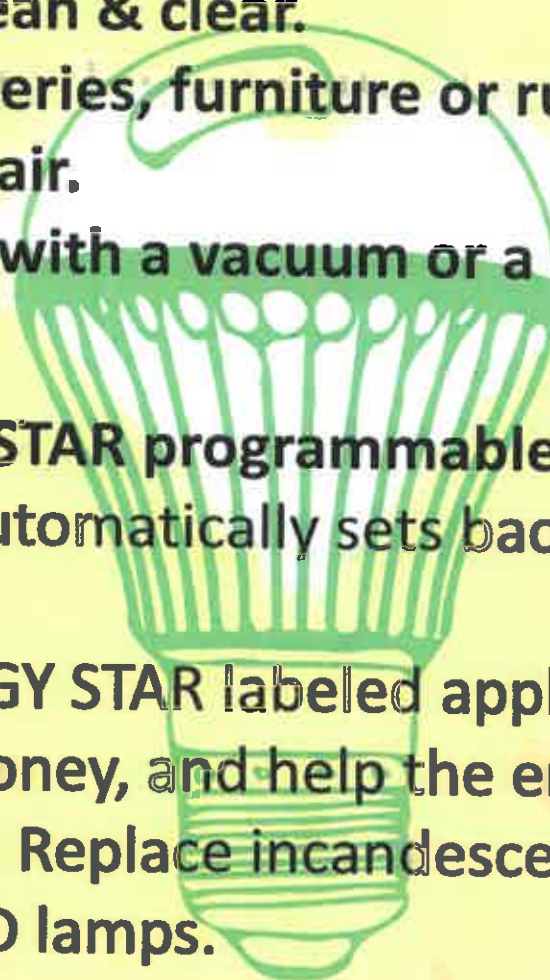 ean & clear.
eries, furniture or ru
air.
with a vacuum or a
STAR programmable
utomatically sets bac
GY STAR labeled appl
oney, and help the en
Replace incandesce
D lamps.